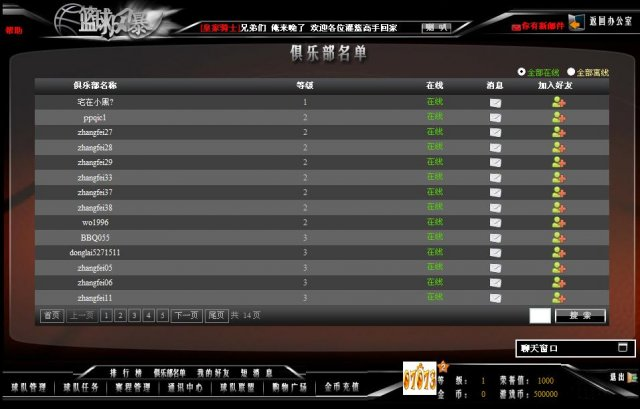 篮球风暴
帮助
[皇家骑士]兄弟们 俺来晚了 欢迎各位灌篮高手回家
喇叭
你有新邮件
返回办公室
俱乐部名单
全部在线 全部离线
俱乐部名称 等级 在线 消息 加入好友
宅在小黑? 1 在线
ppqic1 2 在线
zhangfei27 2 在线
zhangfei28 2 在线
zhangfei29 2 在线
zhangfei33 2 在线
zhangfei37 2 在线
zhangfei38 2 在线
wo1996 2 在线
BBQ055 3 在线
donglai5271511 3 在线
zhangfei05 3 在线
zhangfei06 3 在线
zhangfei11 3 在线
首页 上一页 1 2 3 4 5 下一页 尾页 共 14 页 搜索
聊天窗口
排行榜 俱乐部名单 我的好友 短消息
球队管理 球队任务 赛程管理 通讯中心 球队联盟 购物广场 金币充值
87873
等 级: 1 荣誉值: 1000
金 币: 0 游戏币: 500000
退出